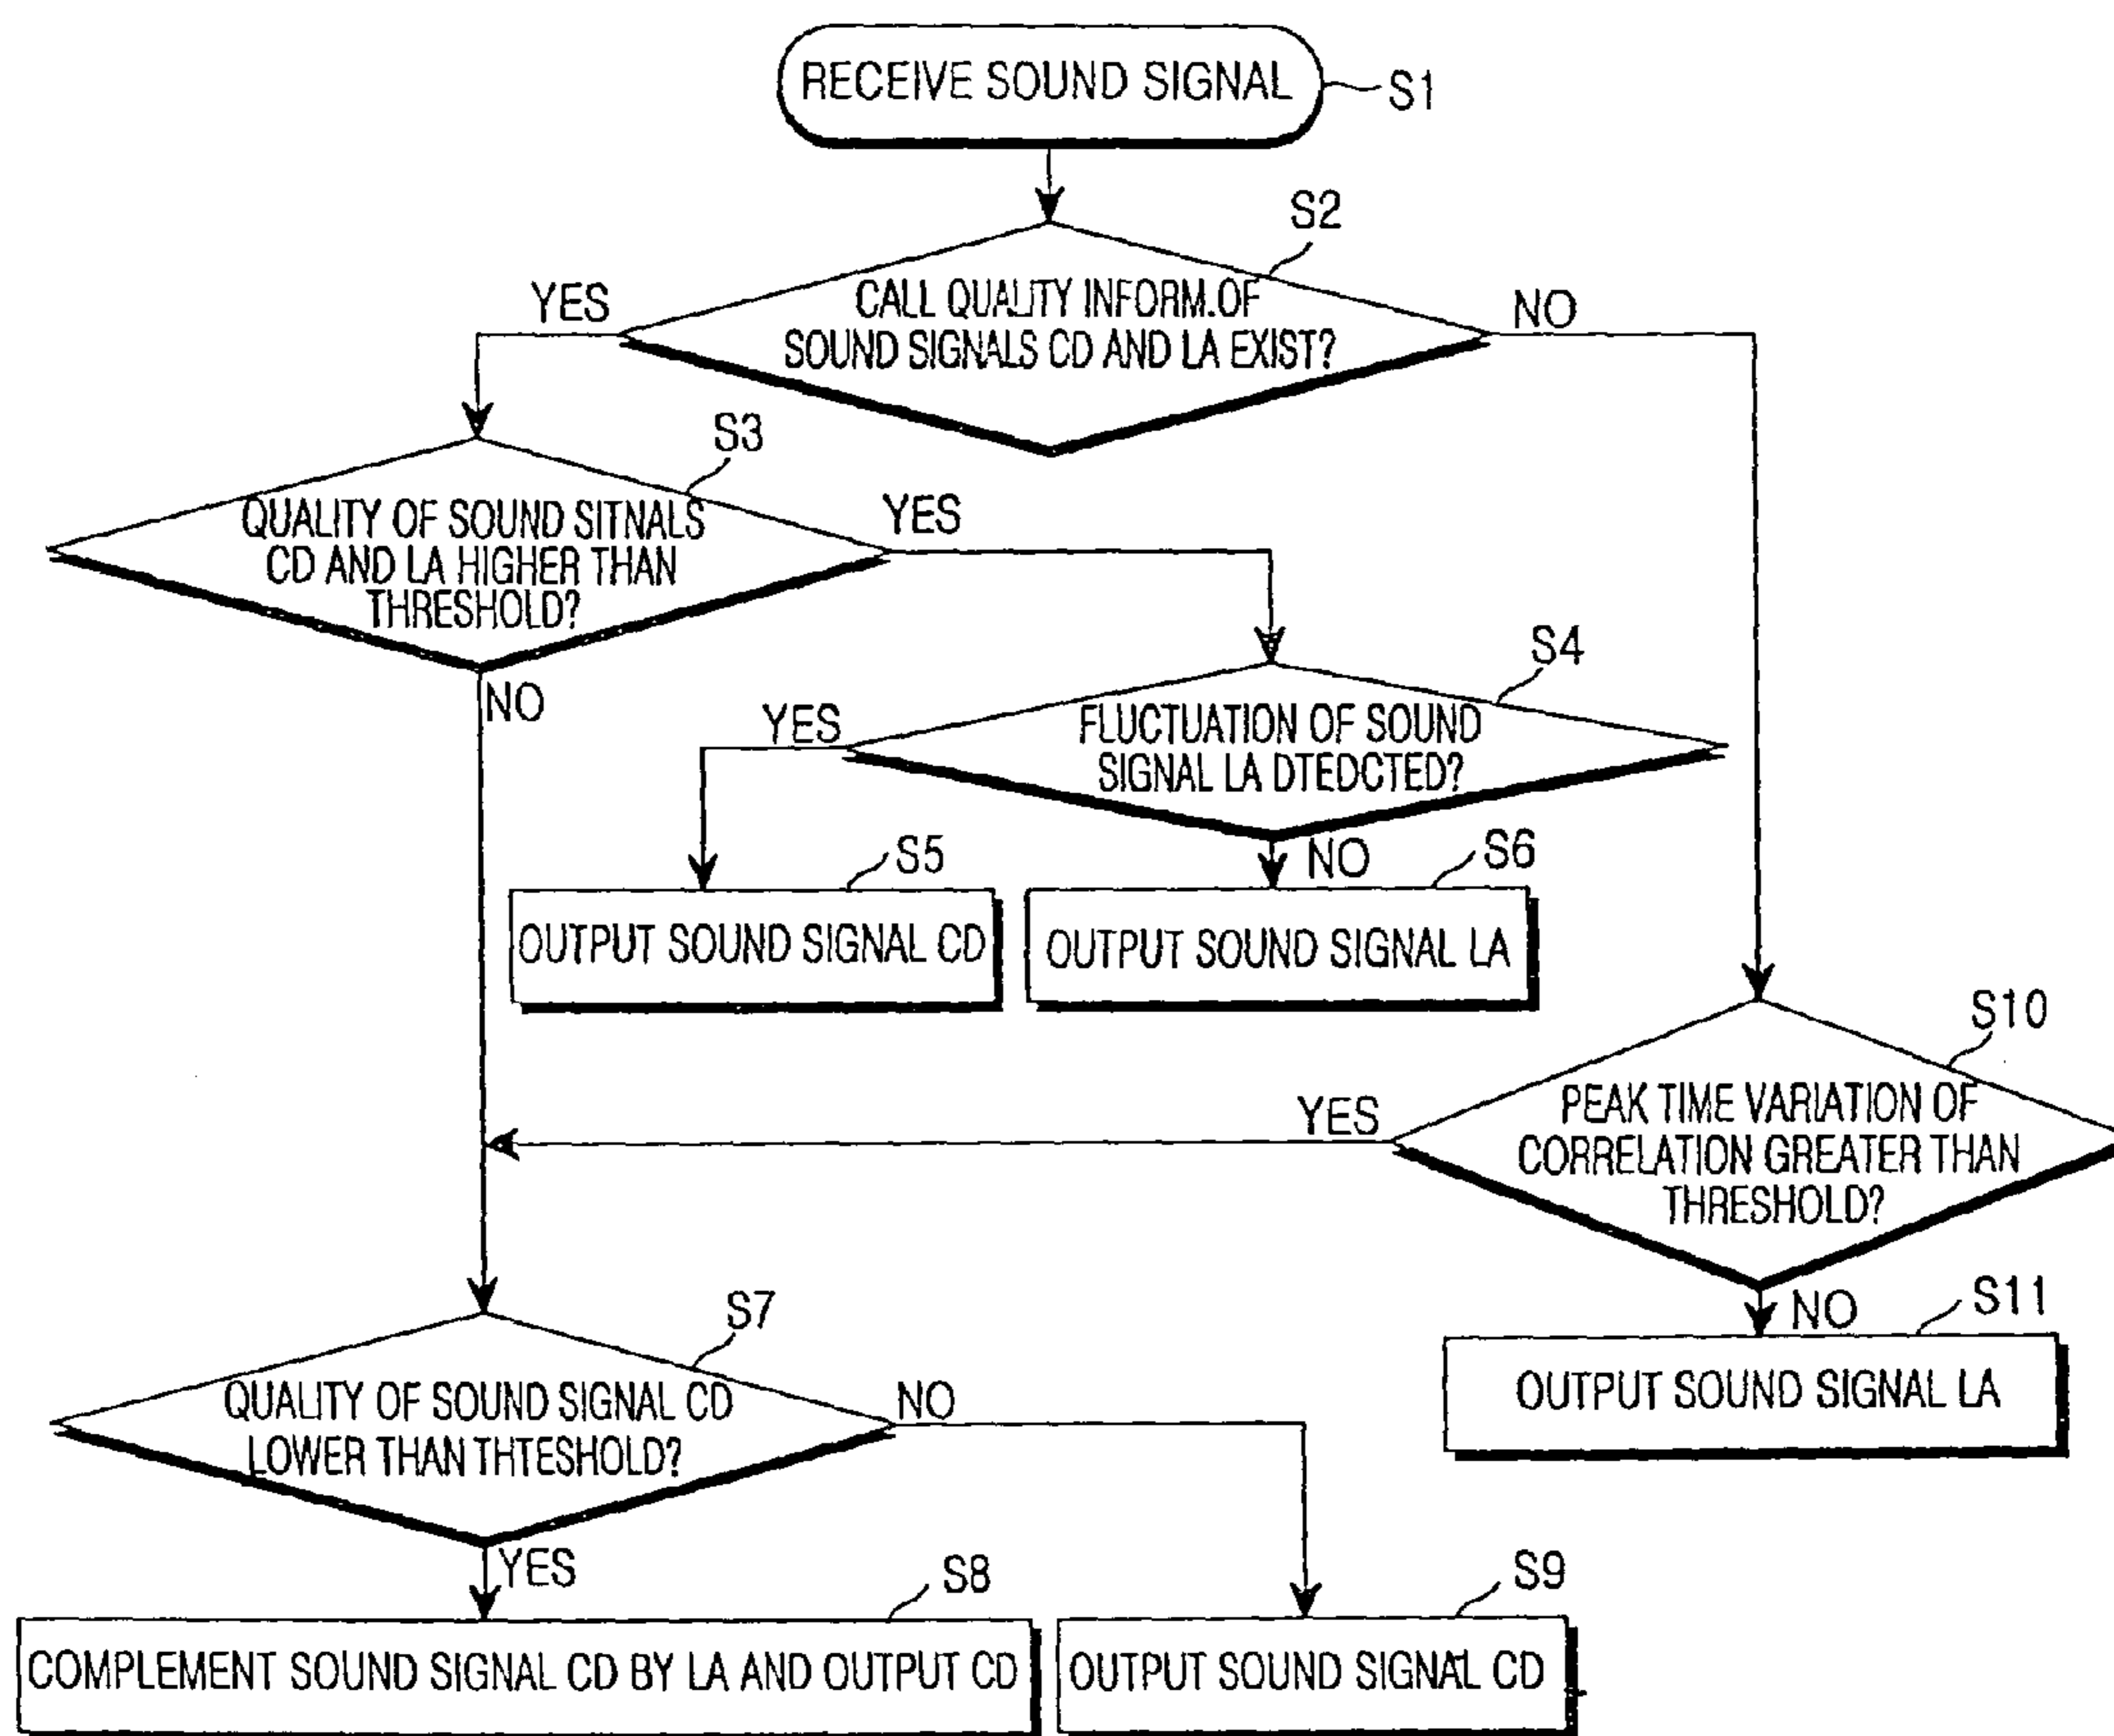 RECEIVE SOUND SIGNAL
S1
S2
CALL QUALITY INFORM.OF
SOUND SIGNALS CD AND LA EXIST?
YES
NO
S3
QUALITY OF SOUND SITNALS
CD AND LA HIGHER THAN
THRESHOLD?
YES
NO
S4
FLUCTUATION OF SOUND
SIGNAL LA DTEDCTED?
YES
NO
S5
OUTPUT SOUND SIGNAL CD
S6
OUTPUT SOUND SIGNAL LA
S10
PEAK TIME VARIATION OF
CORRELATION GREATER THAN
THRESHOLD?
YES
NO
S11
OUTPUT SOUND SIGNAL LA
S7
QUALITY OF SOUND SIGNAL CD
LOWER THAN THTESHOLD?
NO
YES
S8
COMPLEMENT SOUND SIGNAL CD BY LA AND OUTPUT CD
S9
OUTPUT SOUND SIGNAL CD